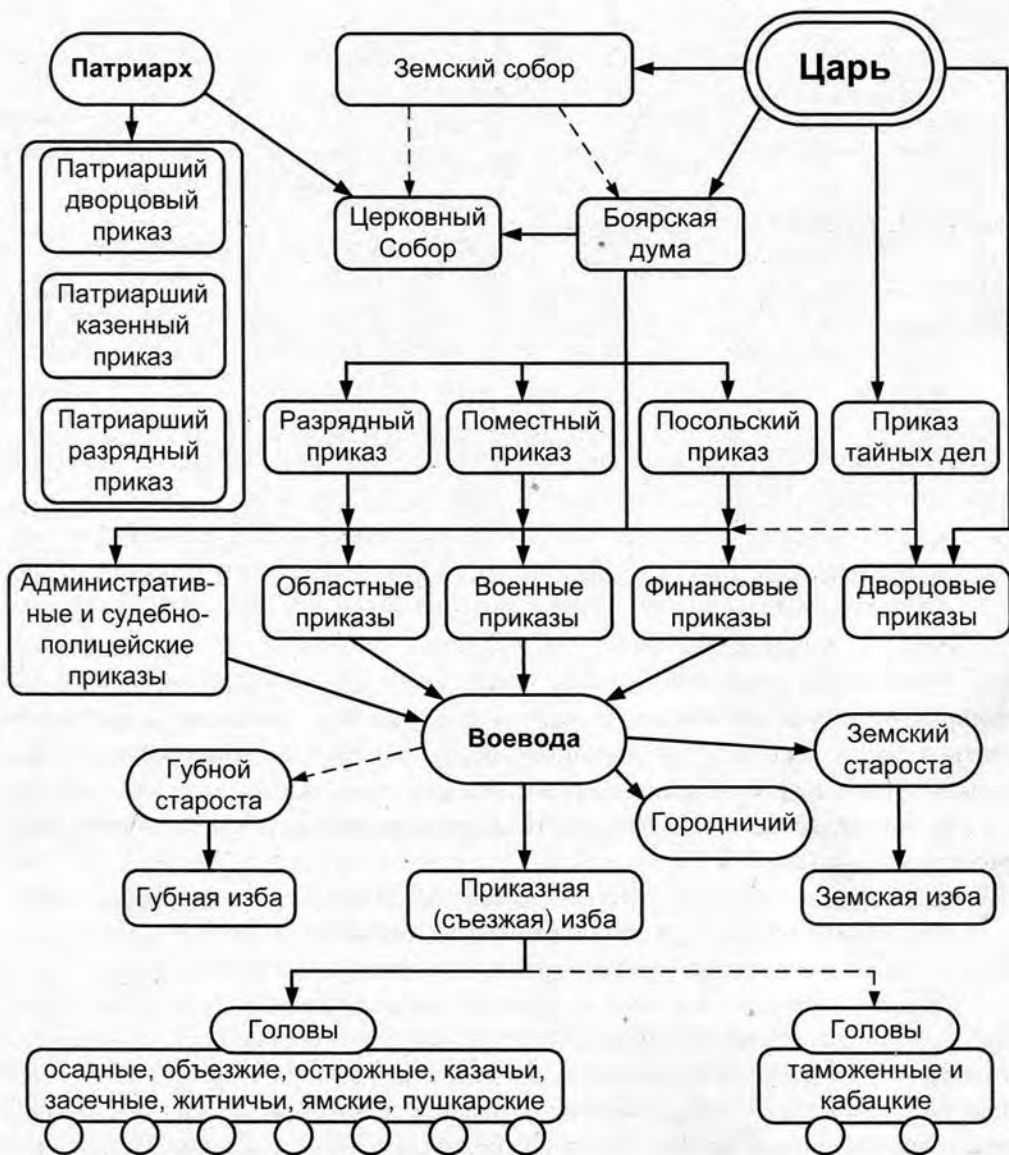 Патриарх
Земский собор
Царь
Патриарший
дворцовый
приказ
Патриарший
казенный
приказ
Патриарший
разрядный
приказ
Церковный
Собор
Боярская
дума
Разрядный
приказ
Поместный
приказ
Посольский
приказ
Приказ
тайных дел
Административ-
ные и судебно-
полицейские
приказы
Областные
приказы
Военные
приказы
Финансовые
приказы
Дворцовые
приказы
Воевода
Губной
староста
Городничий
Земский
староста
Губная изба
Приказная
(съезжая) изба
Земская изба
Головы
осадные, объезжие, острожные, казачьи,
засечные, житничьи, ямские, пушкарские
Головы
таможенные и
кабацкие